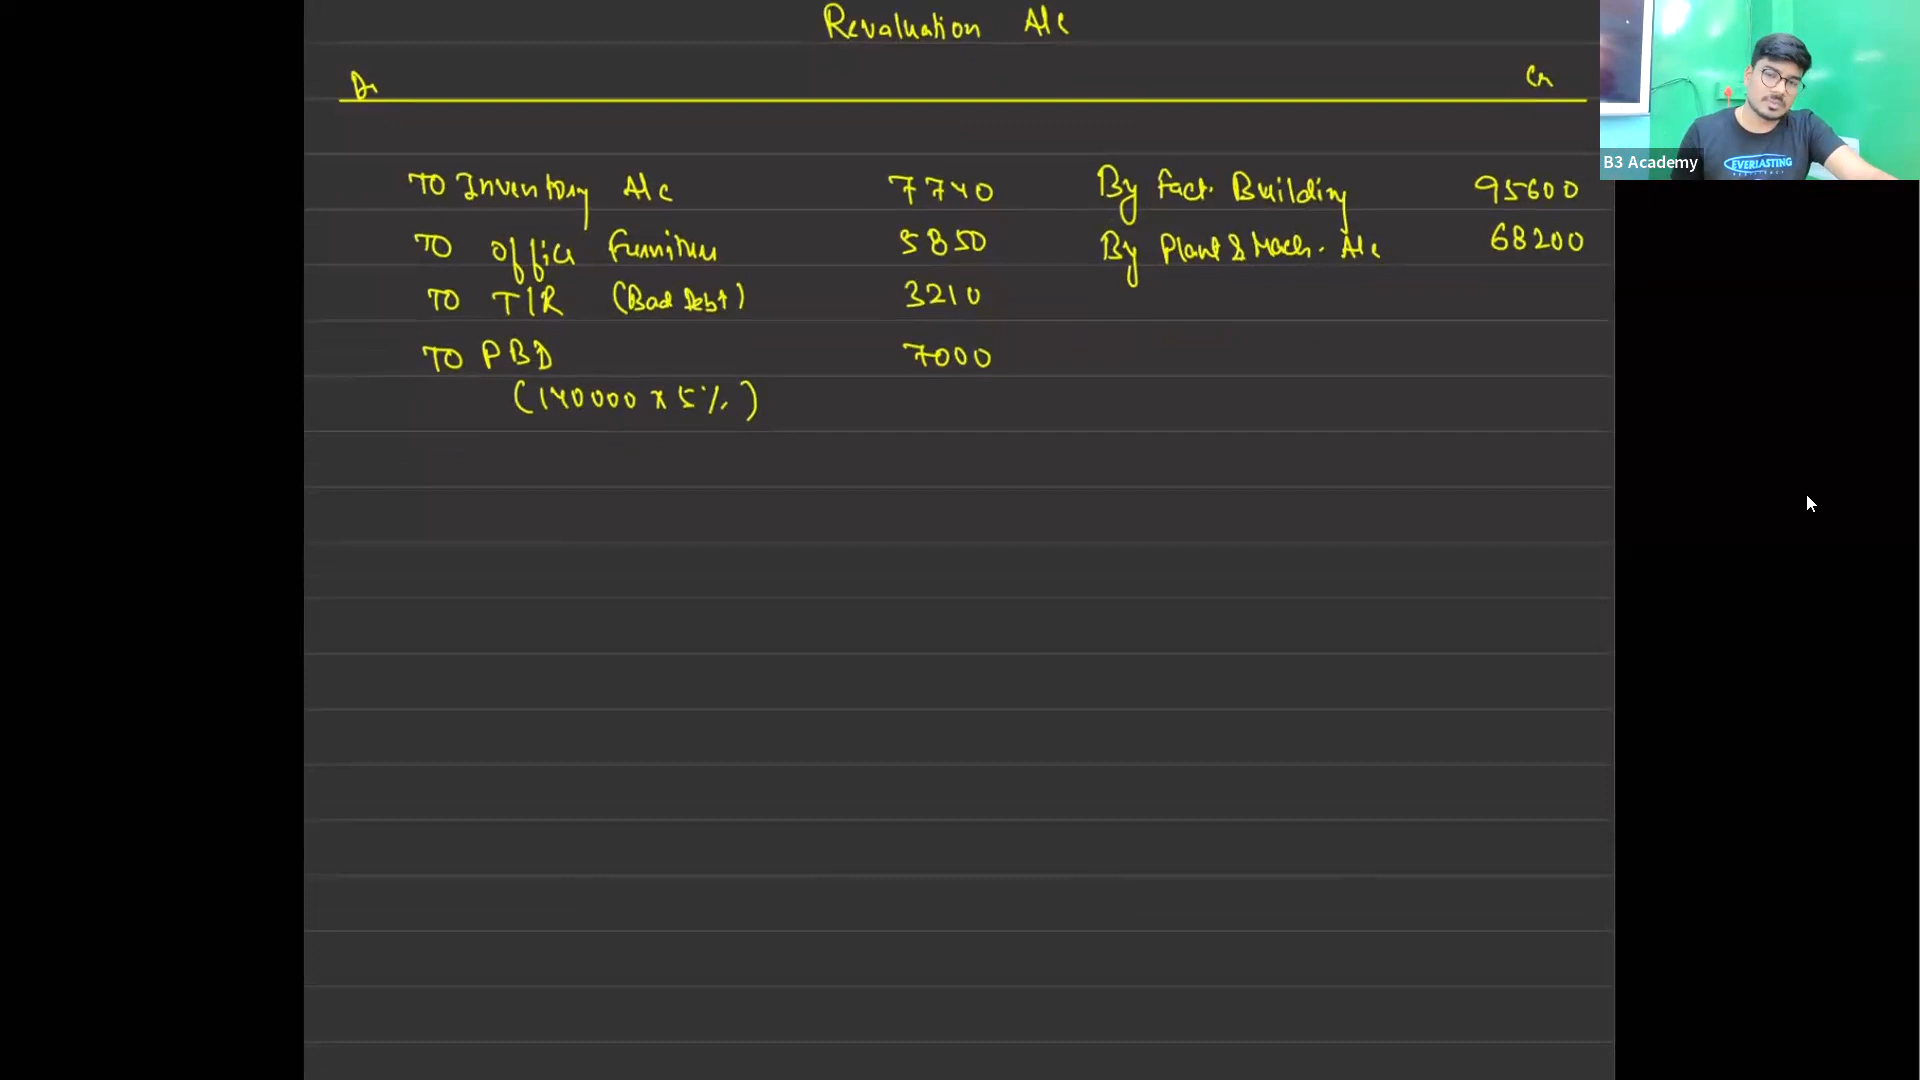 Revaluation A/c
Dr Cr
TO Inventory A/c 7740 By Fact. Building 95600
TO Office Furniture 5850 By Plant & Mach. A/c 68200
TO T/R (Bad Debt) 3210
TO PBD 7000
(140000 x 5%)
EVERLASTING
B3 Academy